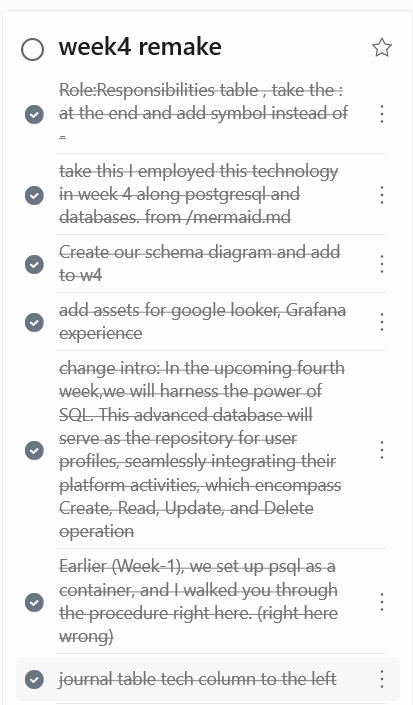 week4 remake
Role:Responsibilities table , take the :
at the end and add symbol instead of
-
take this I employed this technology
in week 4 along postgresql and
databases. from /mermaid.md
Create our schema diagram and add
to w4
add assets for google looker, Grafana
experience
change intro: In the upcoming fourth
week,we will harness the power of
SQL. This advanced database will
serve as the repository for user
profiles, seamlessly integrating their
platform activities, which encompass
Create, Read, Update, and Delete
operation
Earlier (Week-1), we set up psql as a
container, and I walked you through
the procedure right here. (right here
wrong)
journal table tech column to the left